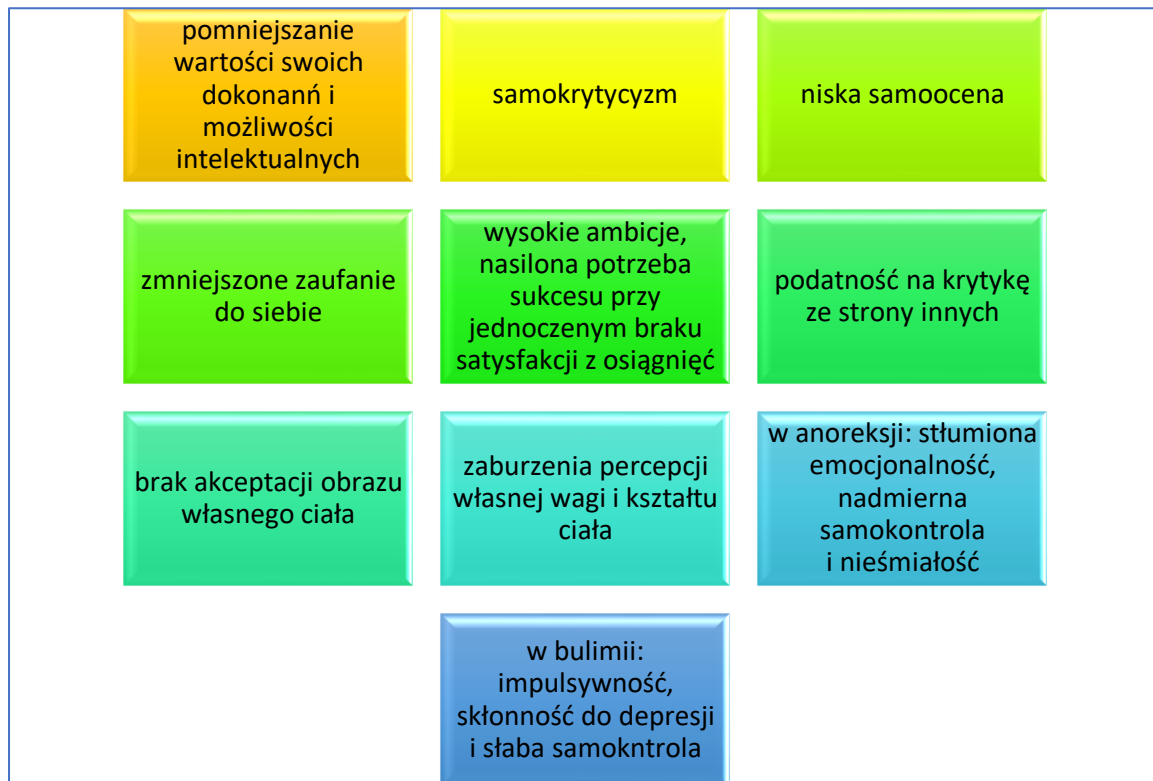 pomniejszanie
wartości swoich
dokonanń i
możliwości
intelektualnych
samokrytycyzm
niska samoocena
zmniejszone zaufanie
do siebie
wysokie ambicje,
nasilona potrzeba
sukcesu przy
jednoczenym braku
satysfakcji z osiągnięć
podatność na krytykę
ze strony innych
brak akceptacji obrazu
własnego ciała
zaburzenia percepcji
własnej wagi i kształtu
ciała
w anoreksji: stłumiona
emocjonalność,
nadmierna
samokontrola
i nieśmiałość
w bulimii:
impulsywność,
skłonność do depresji
i słaba samokntrola